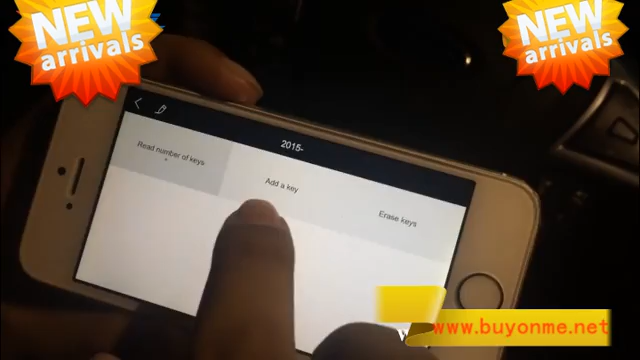 NEW
arrivals
NEW
arrivals
2015-
Read number of keys
Add a key
Erase keys
www.buyonme.net